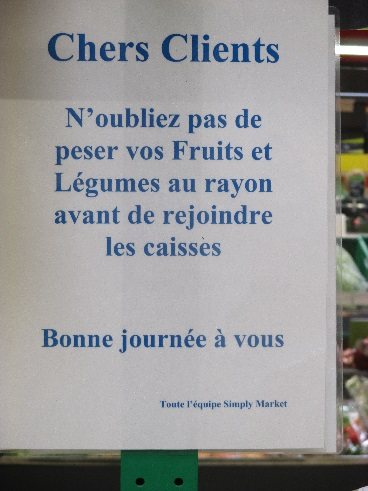 Chers Clients
N'oubliez pas de
peser vos Fruits et
Légumes au rayon
avant de rejoindre
les caisses
Bonne journée à vous
Toute l'équipe Simply Market